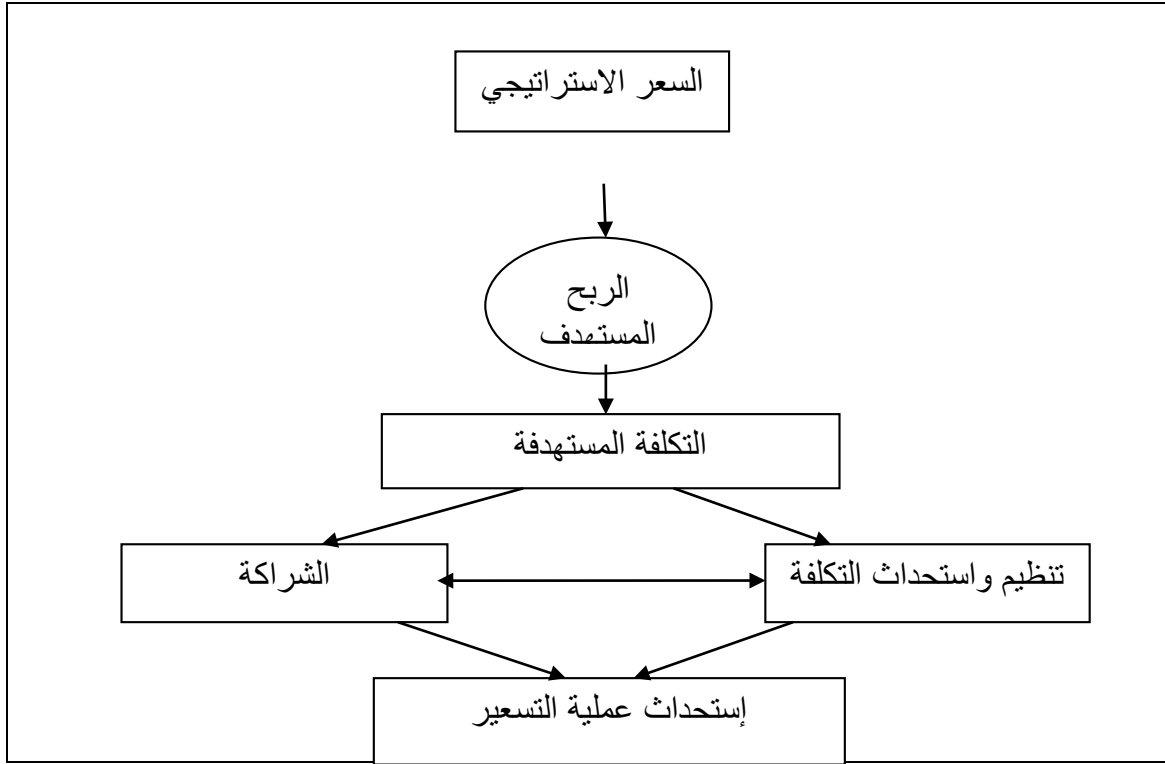 السعر الاستراتيجي
الربح
المستهدف
التكلفة المستهدفة
تنظيم واستحداث التكلفة
الشراكة
إستحداث عملية التسعير